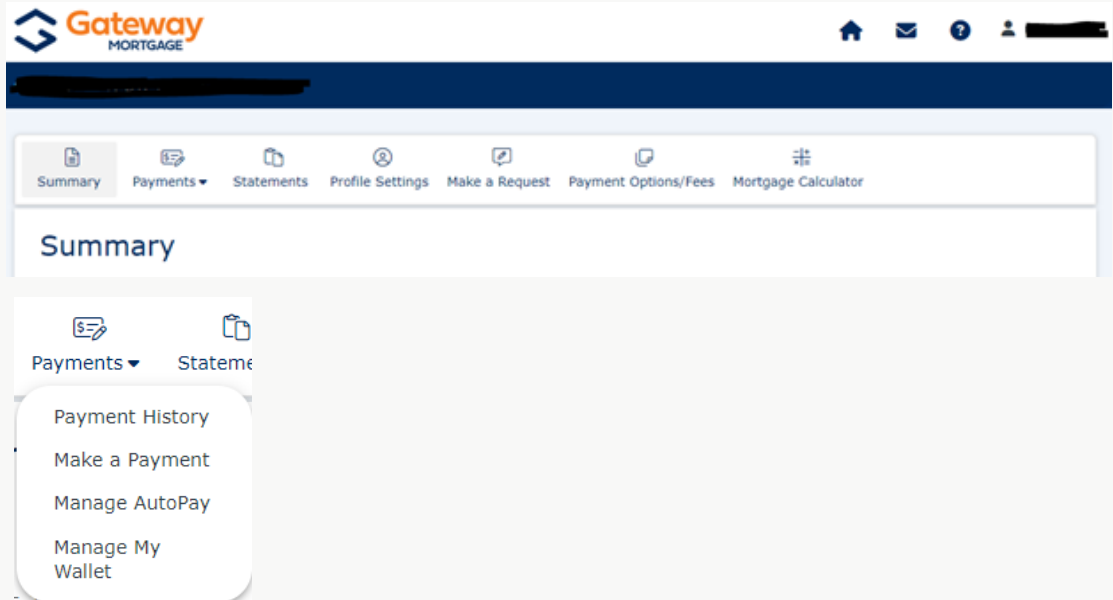 Gateway
MORTGAGE
Summary
Payments
Statements
Profile Settings
Make a Request
Payment Options/Fees
Mortgage Calculator
Summary
Payments
Stateme
Payment History
Make a Payment
Manage AutoPay
Manage My
Wallet